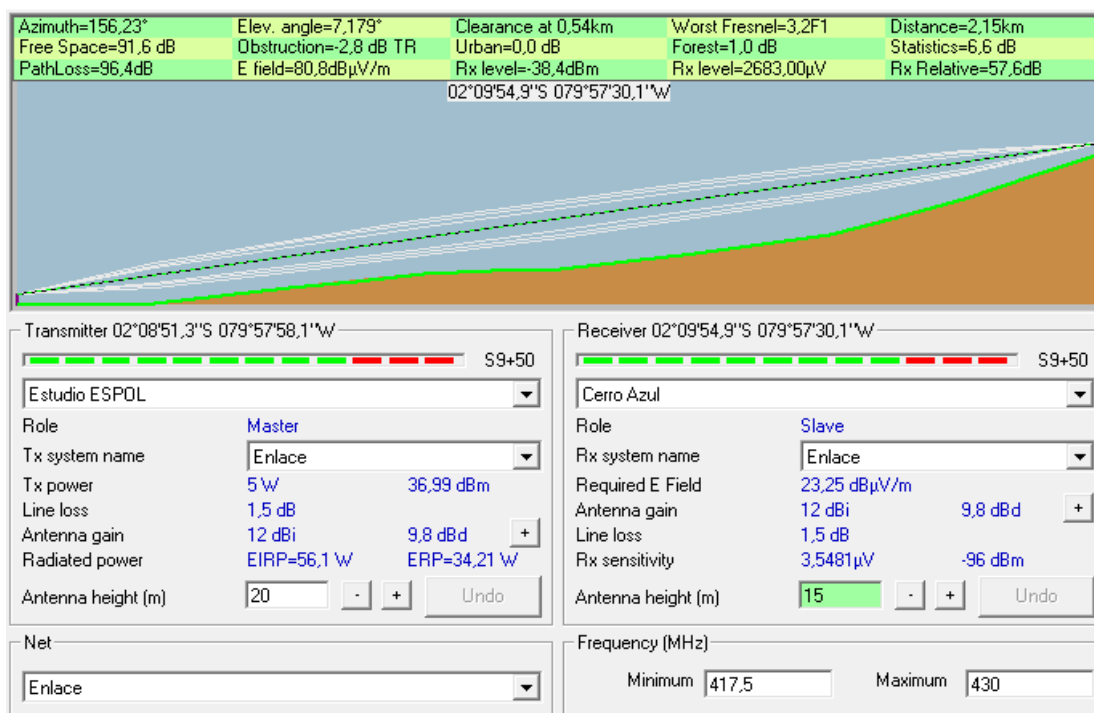 Azimuth=156,23° Elev. angle=7,179° Clearance at 0,54km Worst Fresnel=3,2F1 Distance=2,15km
Free Space=91,6 dB Obstruction=-2,8 dB TR Urban=0,0 dB Forest=1,0 dB Statistics=6,6 dB
PathLoss=96,4dB E field=80,8dBµV/m Rx level=-38,4dBm Rx level=2683,00µV Rx Relative=57,6dB
02°09'54,9"S 079°57'30,1"W
Transmitter 02°08'51,3"S 079°57'58,1"W
S9+50
Estudio ESPOL
Role Master
Tx system name Enlace
Tx power 5 W 36,99 dBm
Line loss 1,5 dB
Antenna gain 12 dBi 9,8 dBd +
Radiated power EIRP=56,1 W ERP=34,21 W
Antenna height (m) 20 - + Undo
Net
Enlace
Receiver 02°09'54,9"S 079°57'30,1"W
S9+50
Cerro Azul
Role Slave
Rx system name Enlace
Required E Field 23,25 dBµV/m
Antenna gain 12 dBi 9,8 dBd +
Line loss 1,5 dB
Rx sensitivity 3,5481µV -96 dBm
Antenna height (m) 15 - + Undo
Frequency (MHz)
Minimum 417,5 Maximum 430